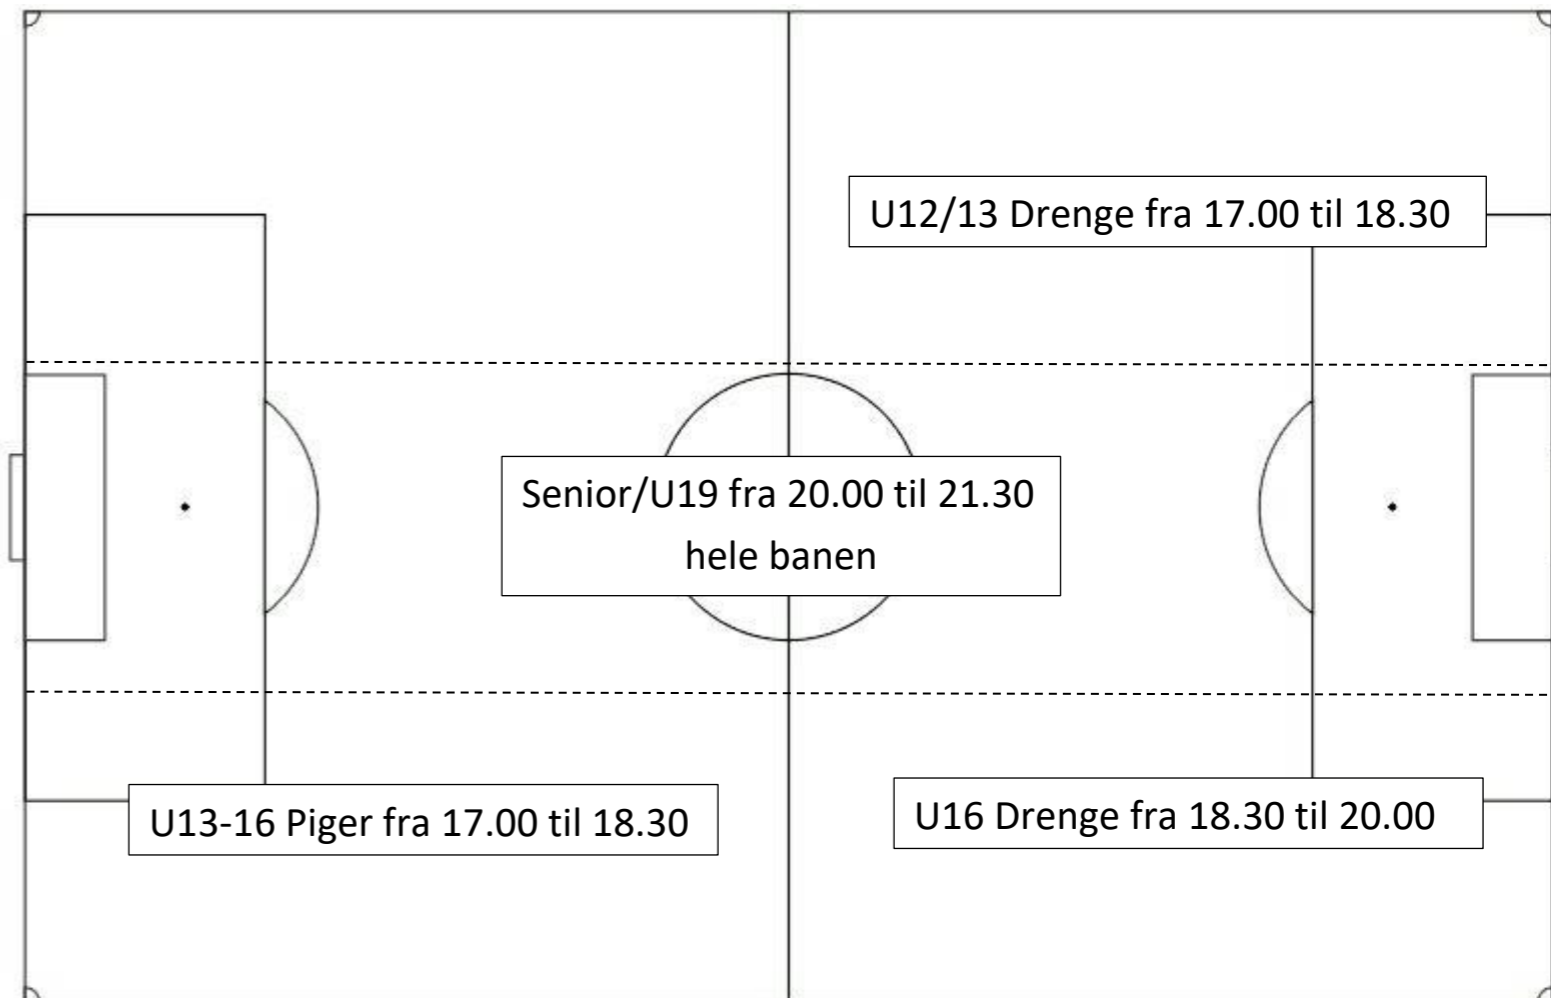 U12/13 Drenge fra 17.00 til 18.30
Senior/U19 fra 20.00 til 21.30
hele banen
U13-16 Piger fra 17.00 til 18.30
U16 Drenge fra 18.30 til 20.00